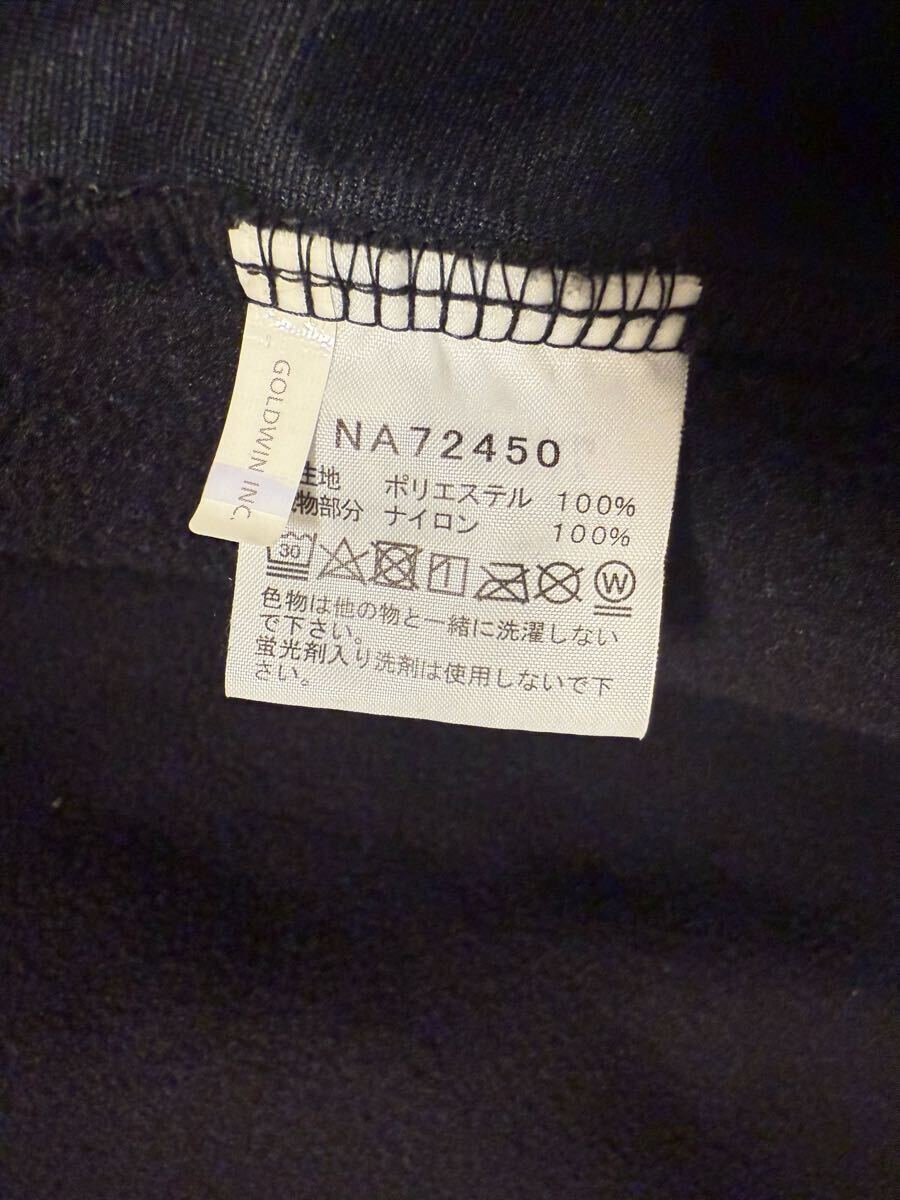 GOLDWIN INC.
NA72450
生地 ポリエステル 100%
物部分 ナイロン 100%
30
W
色物は他の物と一緒に洗濯しない
で下さい。
蛍光剤入り洗剤は使用しないで下
さい。